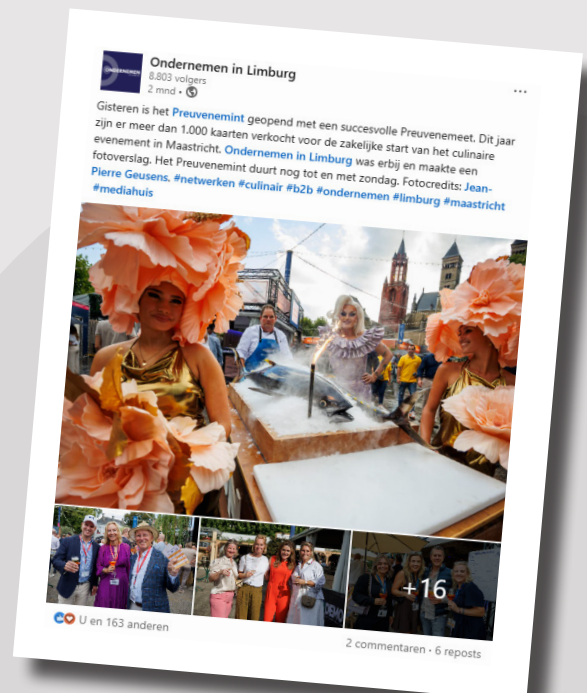 ONDERNEMEN
Ondernemen in Limburg
8.803 volgers
2 mnd •
Gisteren is het Preuvenemint geopend met een succesvolle Preuvenemeet. Dit jaar
zijn er meer dan 1.000 kaarten verkocht voor de zakelijke start van het culinaire
evenement in Maastricht. Ondernemen in Limburg was erbij en maakte een
fotoverslag. Het Preuvenemint duurt nog tot en met zondag. Fotocredits: Jean-
Pierre Geusens. #netwerken #culinair #b2b #ondernemen #limburg #maastricht
#mediahuis
+16
U en 163 anderen
2 commentaren • 6 reposts